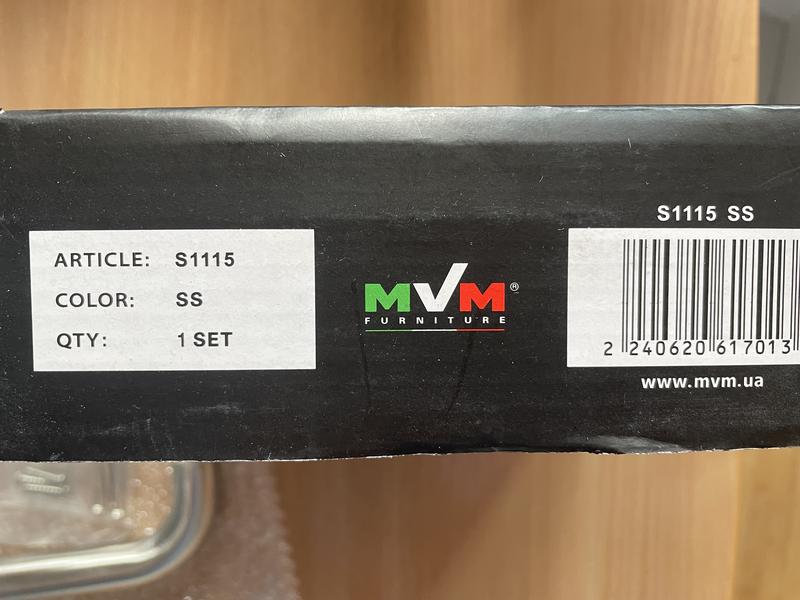 ARTICLE: S1115
COLOR: SS
QTY: 1 SET
MVM®
FURNITURE
S1115 SS
2 240620 617013
www.mvm.ua